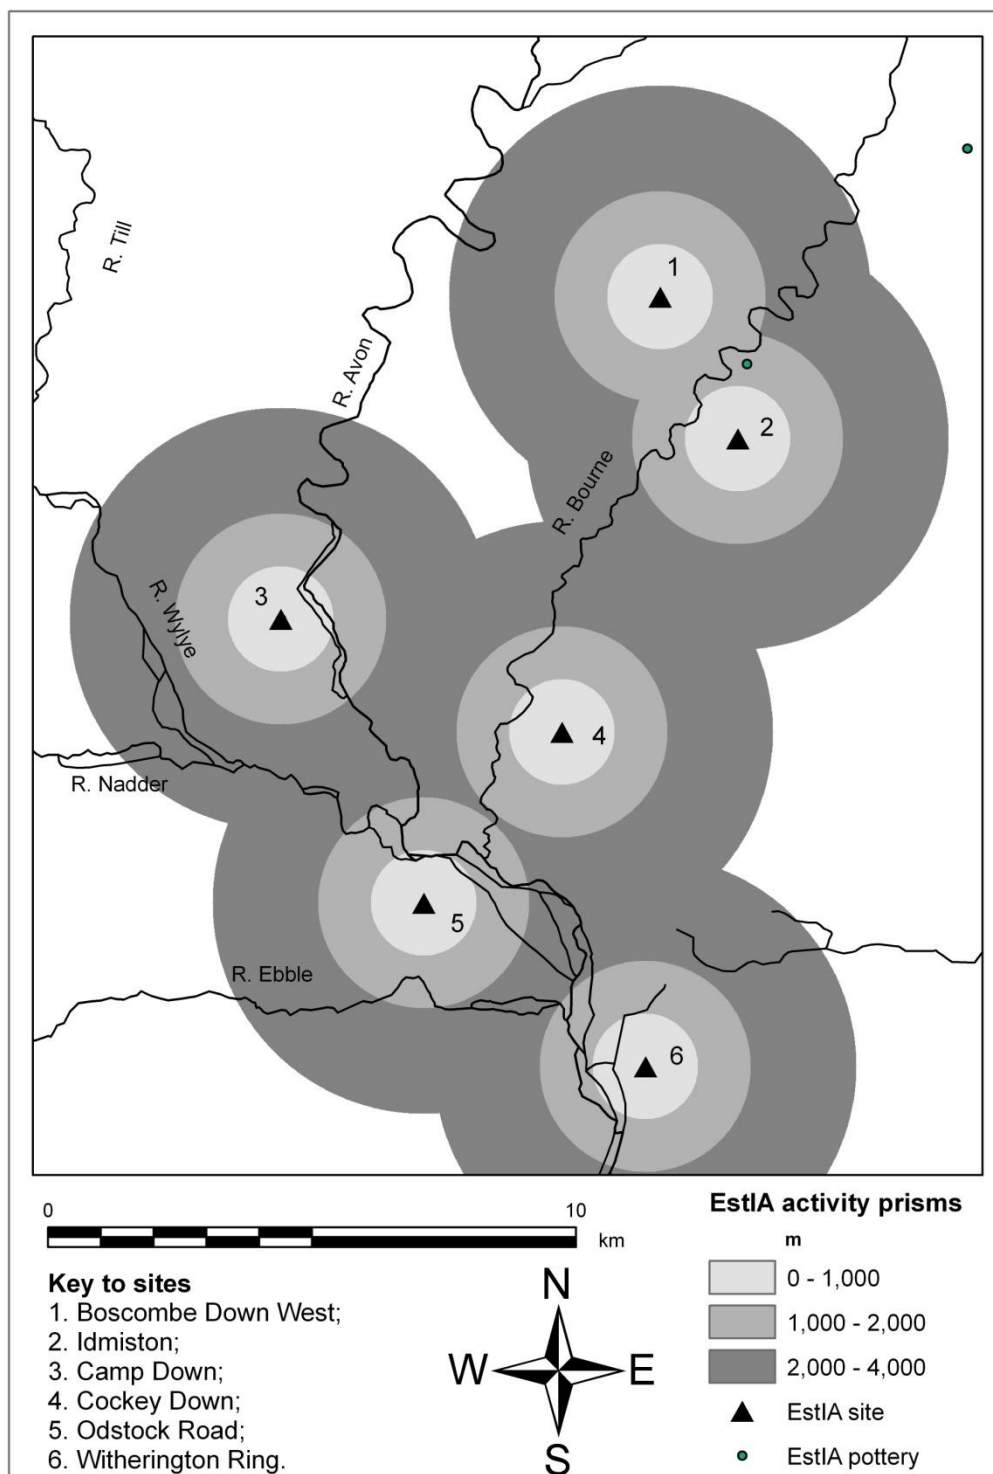 1
R. Till
R. Avon
2
R. Bourne
3
R. Wylye
4
R. Nadder
5
R. Ebble
6
0
10
km
Key to sites
1. Boscombe Down West;
2. Idmiston;
3. Camp Down;
4. Cockey Down;
5. Odstock Road;
6. Witherington Ring.
N
W
E
S
EstIA activity prisms
m
0 - 1,000
1,000 - 2,000
2,000 - 4,000
EstIA site
EstIA pottery